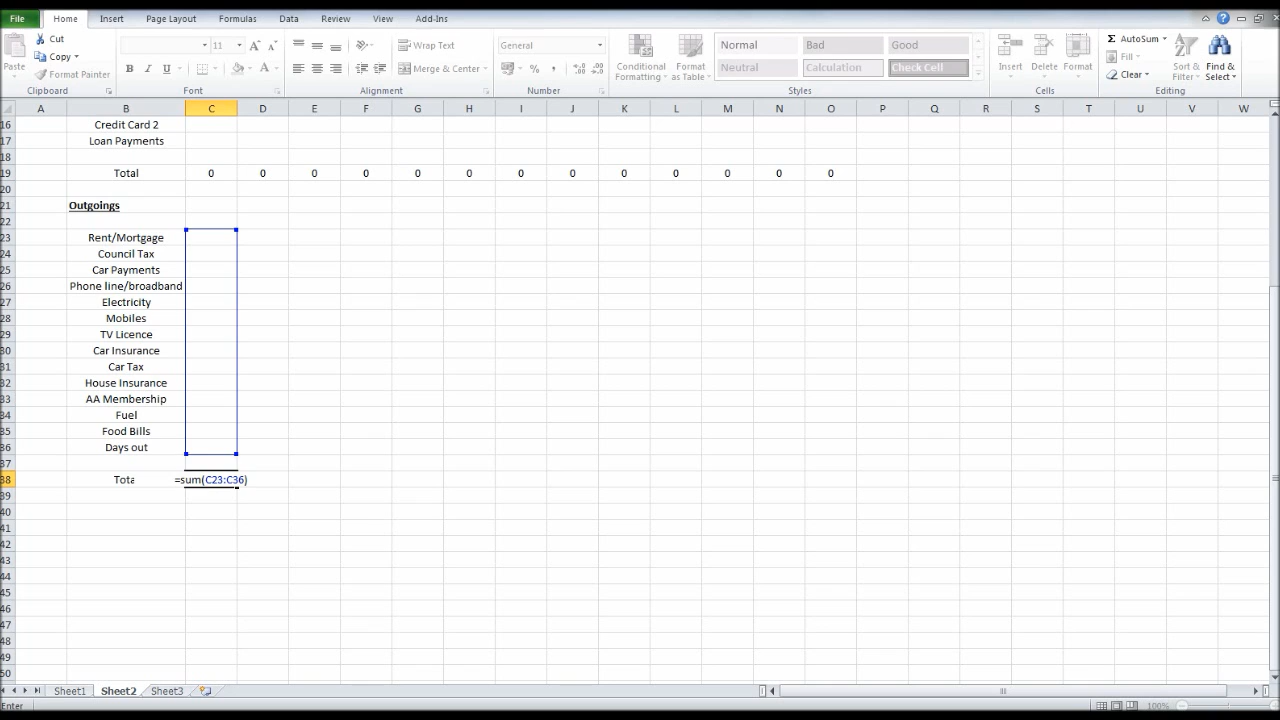 File Home Insert Page Layout Formulas Data Review View Add-Ins
Cut
11
Wrap Text
General
Normal
Bad
Good
AutoSum
Copy
Fill
Paste
Format Painter
B I U
Merge & Center
%
Conditional Formatting
Format as Table
Neutral
Calculation
Check Cell
Insert
Delete
Format
Clear
Sort & Filter
Find & Select
Clipboard
Font
Alignment
Number
Styles
Cells
Editing
A B C D E F G H I J K L M N O P Q R S T U V W
16 Credit Card 2
17 Loan Payments
18
19 Total 0 0 0 0 0 0 0 0 0 0 0 0 0
20
21 Outgoings
22
23 Rent/Mortgage
24 Council Tax
25 Car Payments
26 Phone line/broadband
27 Electricity
28 Mobiles
29 TV Licence
30 Car Insurance
31 Car Tax
32 House Insurance
33 AA Membership
34 Fuel
35 Food Bills
36 Days out
37
38 Tota =sum(C23:C36)
39
40
41
42
43
44
45
46
47
48
49
50
Sheet1 Sheet2 Sheet3
Enter
100%